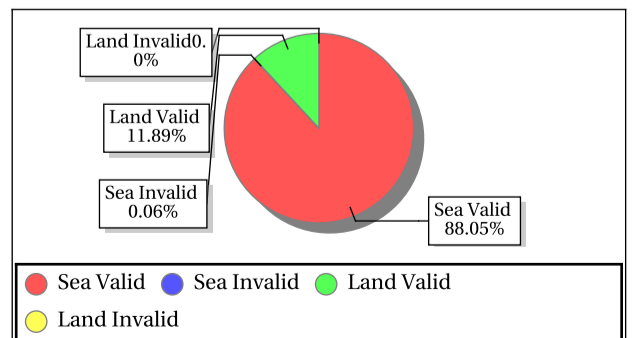 Land Invalid0.
0%
Land Valid
11.89%
Sea Invalid
0.06%
Sea Valid
88.05%
Sea Valid Sea Invalid Land Valid
Land Invalid